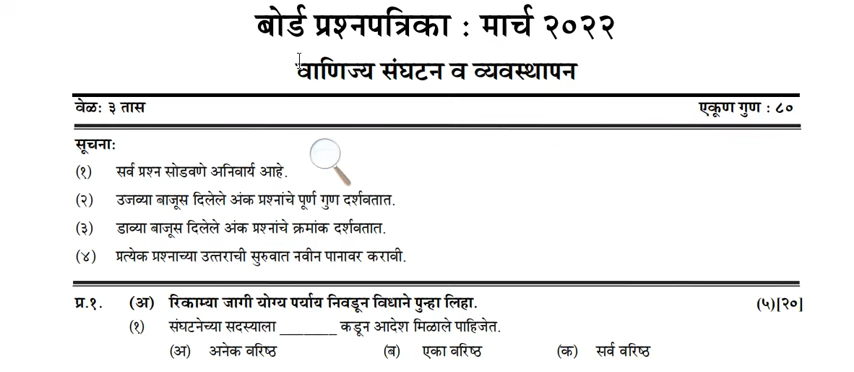 बोर्ड प्रश्नपत्रिका : मार्च २०२२
वाणिज्य संघटन व व्यवस्थापन
वेळ: ३ तास एकूण गुण : ८०
सूचना:
(१) सर्व प्रश्न सोडवणे अनिवार्य आहे.
(२) उजव्या बाजूस दिलेले अंक प्रश्नांचे पूर्ण गुण दर्शवतात.
(३) डाव्या बाजूस दिलेले अंक प्रश्नांचे क्रमांक दर्शवतात.
(४) प्रत्येक प्रश्नाच्या उत्तराची सुरुवात नवीन पानावर करावी.
प्र.१. (अ) रिकाम्या जागी योग्य पर्याय निवडून विधाने पुन्हा लिहा. (५)[२०]
(१) संघटनेच्या सदस्याला _______ कडून आदेश मिळाले पाहिजेत.
(अ) अनेक वरिष्ठ (ब) एका वरिष्ठ (क) सर्व वरिष्ठ